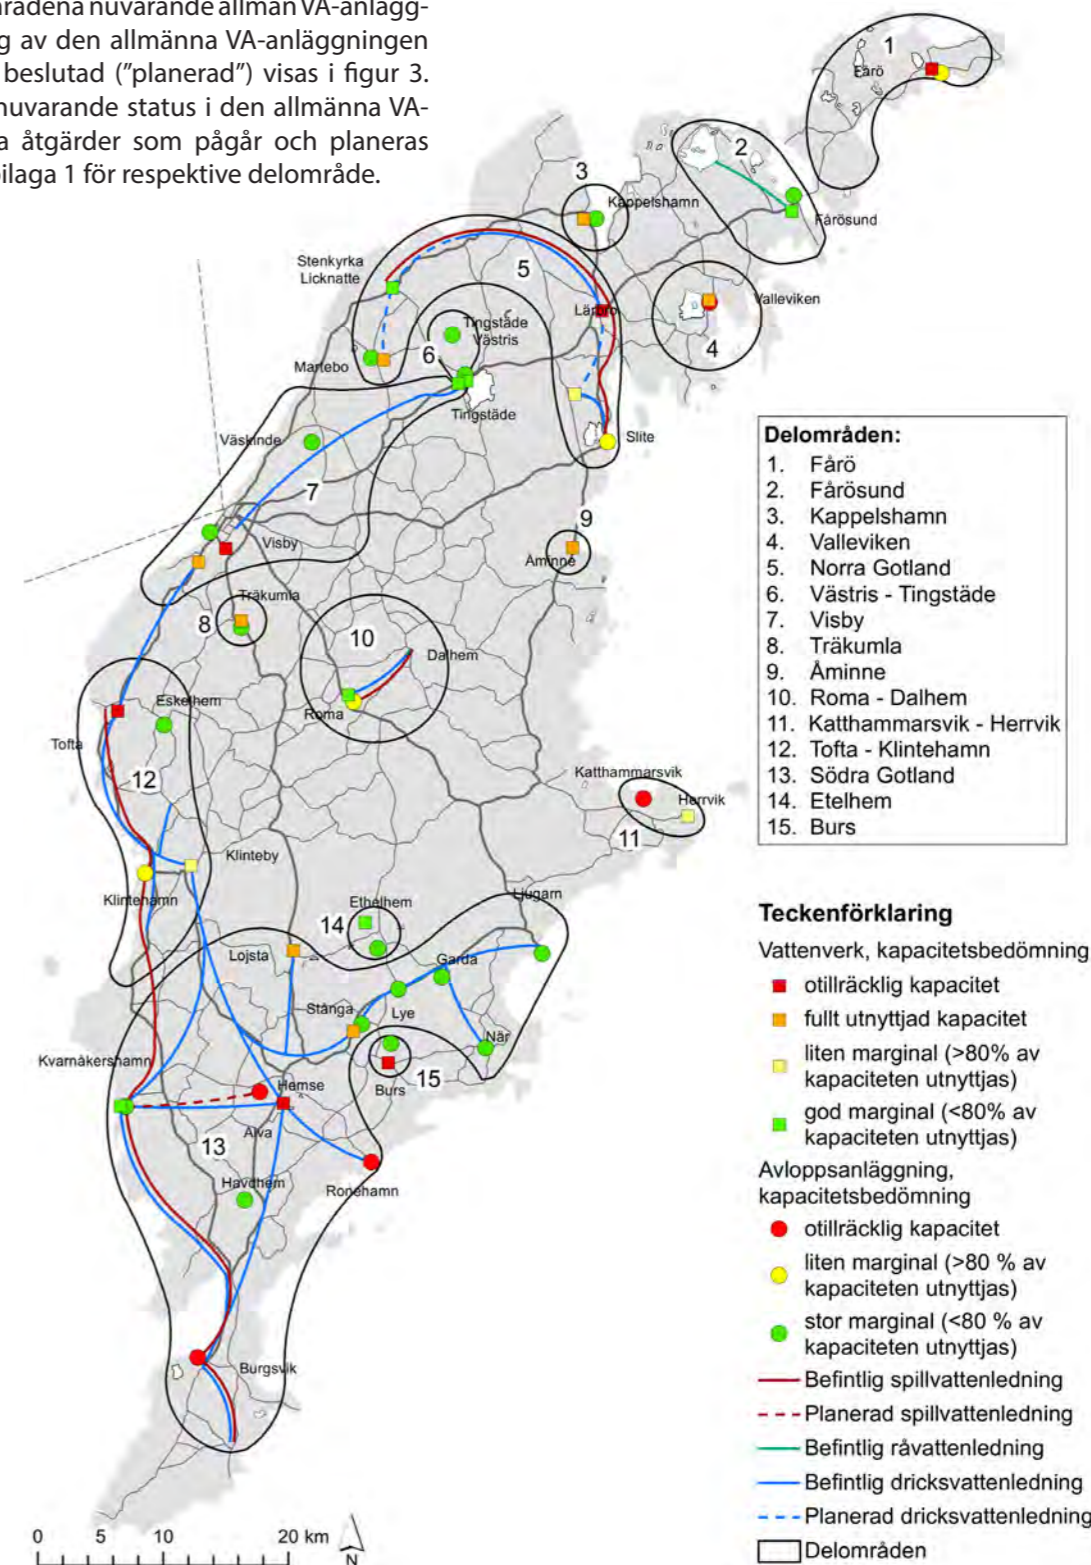 rådena nuvarande allmän VA-anlägg-
g av den allmänna VA-anläggningen
beslutad ("planerad") visas i figur 3.
nuvarande status i den allmänna VA-
a åtgärder som pågår och planeras
bilaga 1 för respektive delområde.
1
Fårö
2
Fårösund
3
Kappelshamn
Stenkyrka
Licknatte
5
Lärbro
Valleviken
4
Tingstäde
Västris
6
Martebo
Tingstäde
Slite
Väskinde
7
Visby
9
Åminne
Träkumla
8
10
Dalhem
Roma
Eskelhem
Tofta
12
Katthammarsvik
Herrvik
11
Klinteby
Klintehamn
Ljugarn
Ethelhem
14
Lojsta
Garda
Stånga
Lye
När
Kvarnåkershamn
15
Burs
Hemse
Alva
13
Havdhem
Ronehamn
Burgsvik
0 5 10 20 km
N
Delområden:
1. Fårö
2. Fårösund
3. Kappelshamn
4. Valleviken
5. Norra Gotland
6. Västris - Tingstäde
7. Visby
8. Träkumla
9. Åminne
10. Roma - Dalhem
11. Katthammarsvik - Herrvik
12. Tofta - Klintehamn
13. Södra Gotland
14. Etelhem
15. Burs
Teckenförklaring
Vattenverk, kapacitetsbedömning
otillräcklig kapacitet
fullt utnyttjad kapacitet
liten marginal (>80% av
kapaciteten utnyttjas)
god marginal (<80% av
kapaciteten utnyttjas)
Avloppsanläggning,
kapacitetsbedömning
otillräcklig kapacitet
liten marginal (>80 % av
kapaciteten utnyttjas)
stor marginal (<80 % av
kapaciteten utnyttjas)
Befintlig spillvattenledning
Planerad spillvattenledning
Befintlig råvattenledning
Befintlig dricksvattenledning
Planerad dricksvattenledning
Delområden